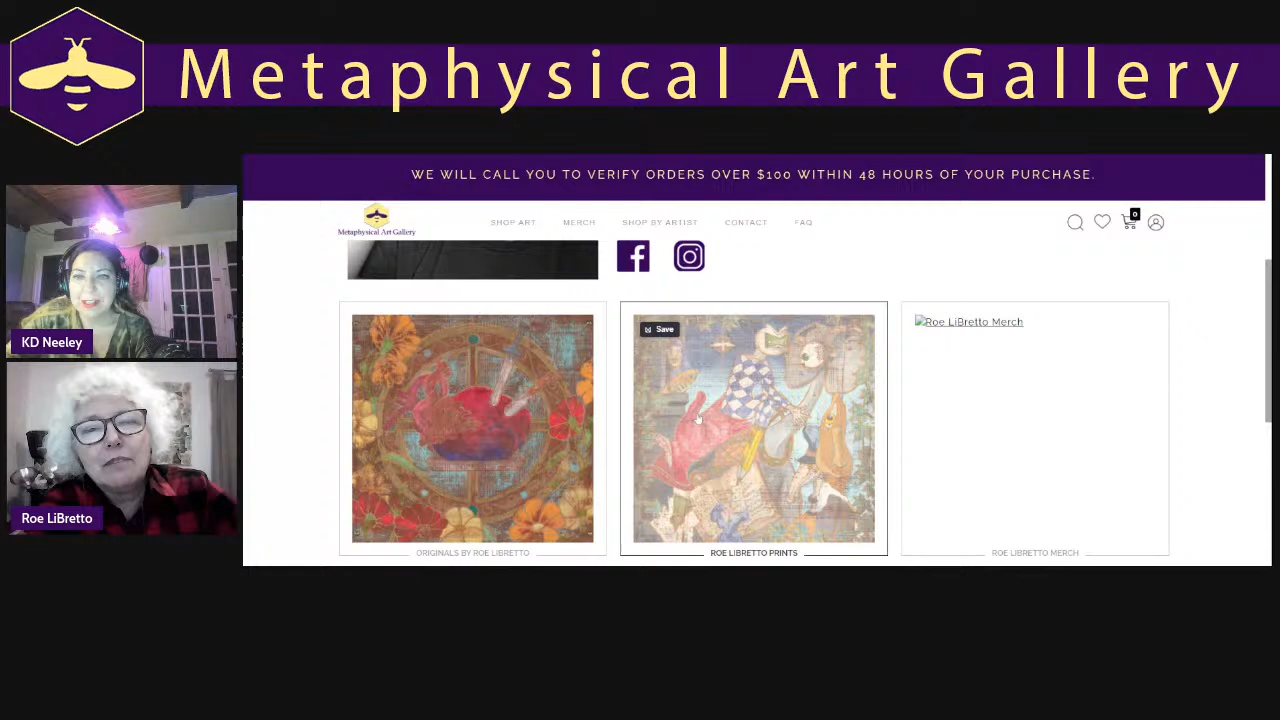 Metaphysical Art Gallery
WE WILL CALL YOU TO VERIFY ORDERS OVER $100 WITHIN 48 HOURS OF YOUR PURCHASE.
Metaphysical Art Gallery
SHOP ART MERCH SHOP BY ARTIST CONTACT FAQ
0
KD Neeley
Roe LiBretto
Save
Roe LiBretto Merch
ORIGINALS BY ROE LIBRETTO
ROE LIBRETTO PRINTS
ROE LIBRETTO MERCH